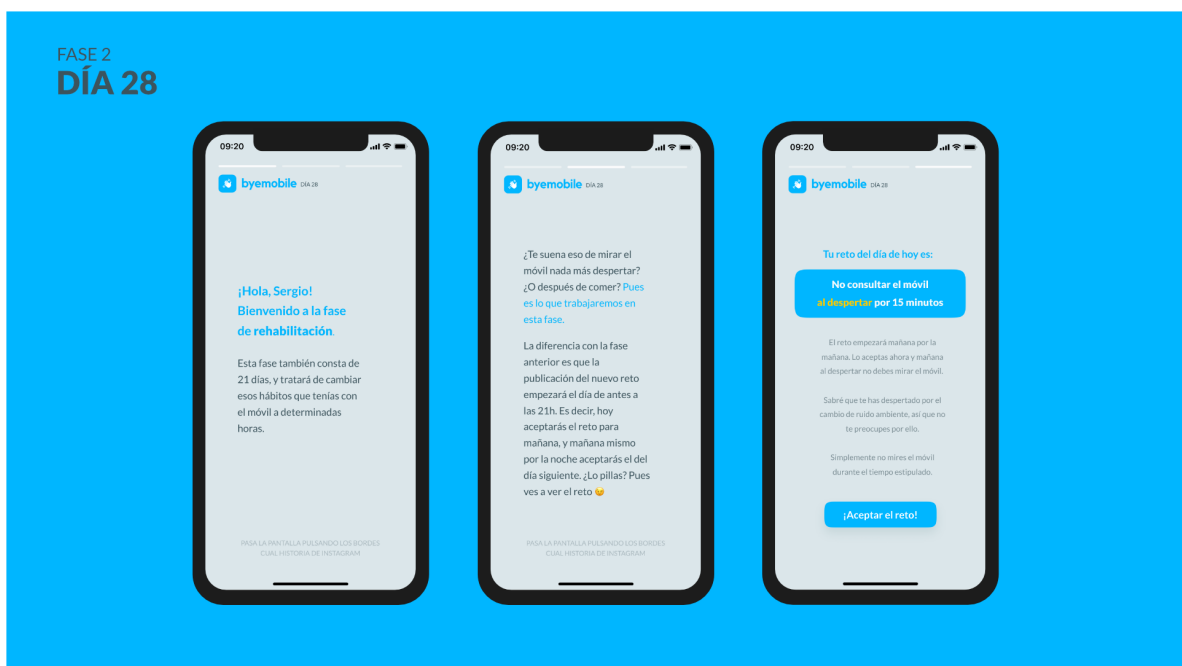 FASE 2
DÍA 28
09:20
byemobile DÍA 28
¡Hola, Sergio!
Bienvenido a la fase
de rehabilitación.
Esta fase también consta de
21 días, y tratará de cambiar
esos hábitos que tenías con
el móvil a determinadas
horas.
PASA LA PANTALLA PULSANDO LOS BORDES
CUAL HISTORIA DE INSTAGRAM
09:20
byemobile DÍA 28
¿Te suena eso de mirar el
móvil nada más despertar?
¿O después de comer? Pues
es lo que trabajaremos en
esta fase.
La diferencia con la fase
anterior es que la
publicación del nuevo reto
empezará el día de antes a
las 21h. Es decir, hoy
aceptarás el reto para
mañana, y mañana mismo
por la noche aceptarás el del
día siguiente. ¿Lo pillas? Pues
ves a ver el reto 😉
PASA LA PANTALLA PULSANDO LOS BORDES
CUAL HISTORIA DE INSTAGRAM
09:20
byemobile DÍA 28
Tu reto del día de hoy es:
No consultar el móvil
al despertar por 15 minutos
El reto empezará mañana por la
mañana. Lo aceptas ahora y mañana
al despertar no debes mirar el móvil.
Sabré que te has despertado por el
cambio de ruido ambiente, así que no
te preocupes por ello.
Simplemente no mires el móvil
durante el tiempo estipulado.
¡Aceptar el reto!